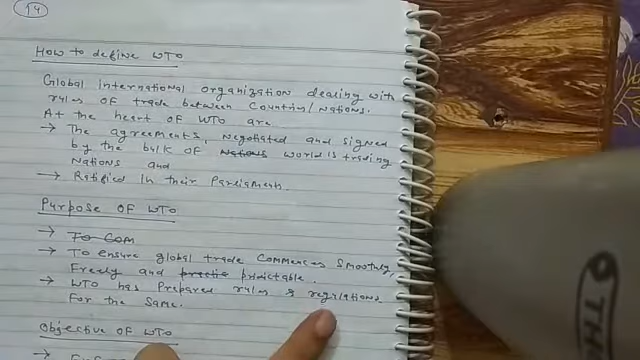 14
How to define WTO
Global international organization dealing with
rules of trade between countries/nations.
At the heart of WTO are
→ The agreements, negotiated and signed
by the bulk of nations world's trading
nations and
→ Ratified in their Parliament.
Purpose of WTO
→ To Com
→ To ensure global trade commences smoothly,
freely and predictable.
→ WTO has prepared rules & regulations
for the same.
Objective of WTO
→